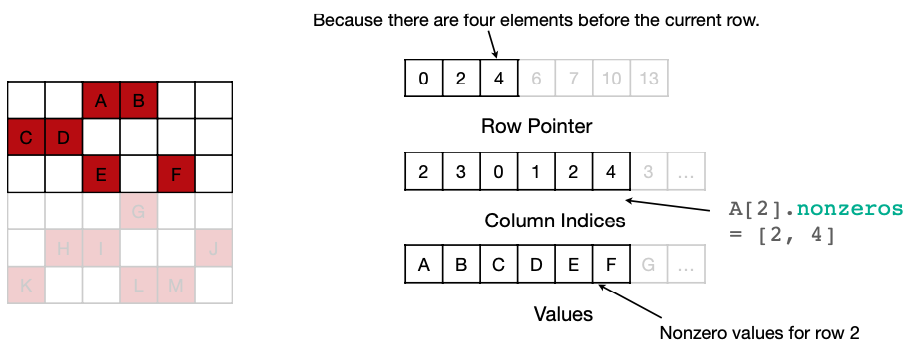 Because there are four elements before the current row.
0 2 4 6 7 10 13
Row Pointer
A B
C D
E F
G
H I J
K L M
2 3 0 1 2 4 3 ...
Column Indices
A[2].nonzeros
= [2, 4]
A B C D E F G ...
Values
Nonzero values for row 2